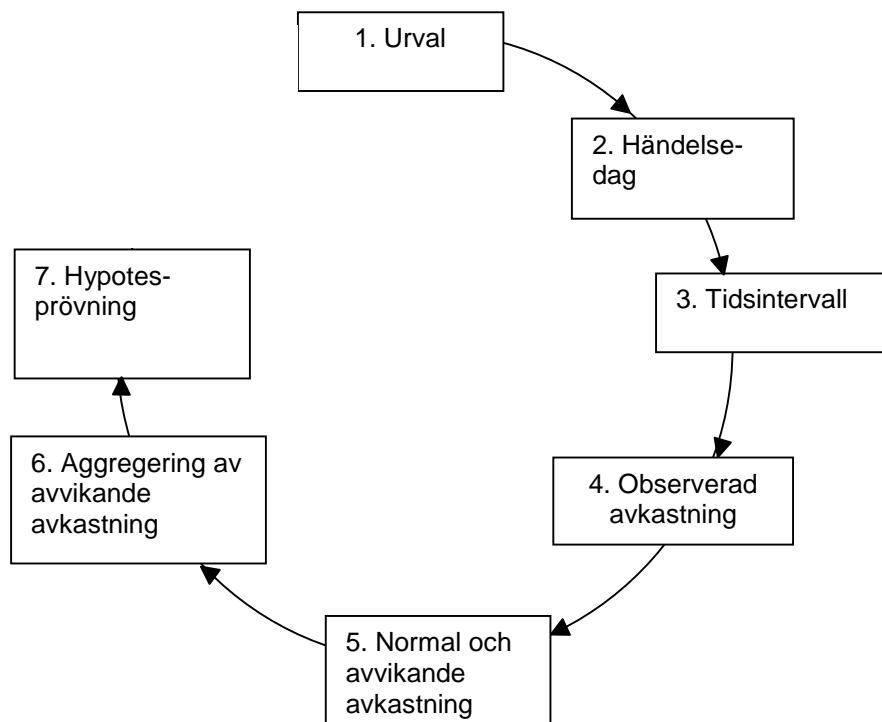 1. Urval
2. Händelse-
dag
3. Tidsintervall
4. Observerad
avkastning
5. Normal och
avvikande
avkastning
6. Aggregering av
avvikande
avkastning
7. Hypotes-
prövning